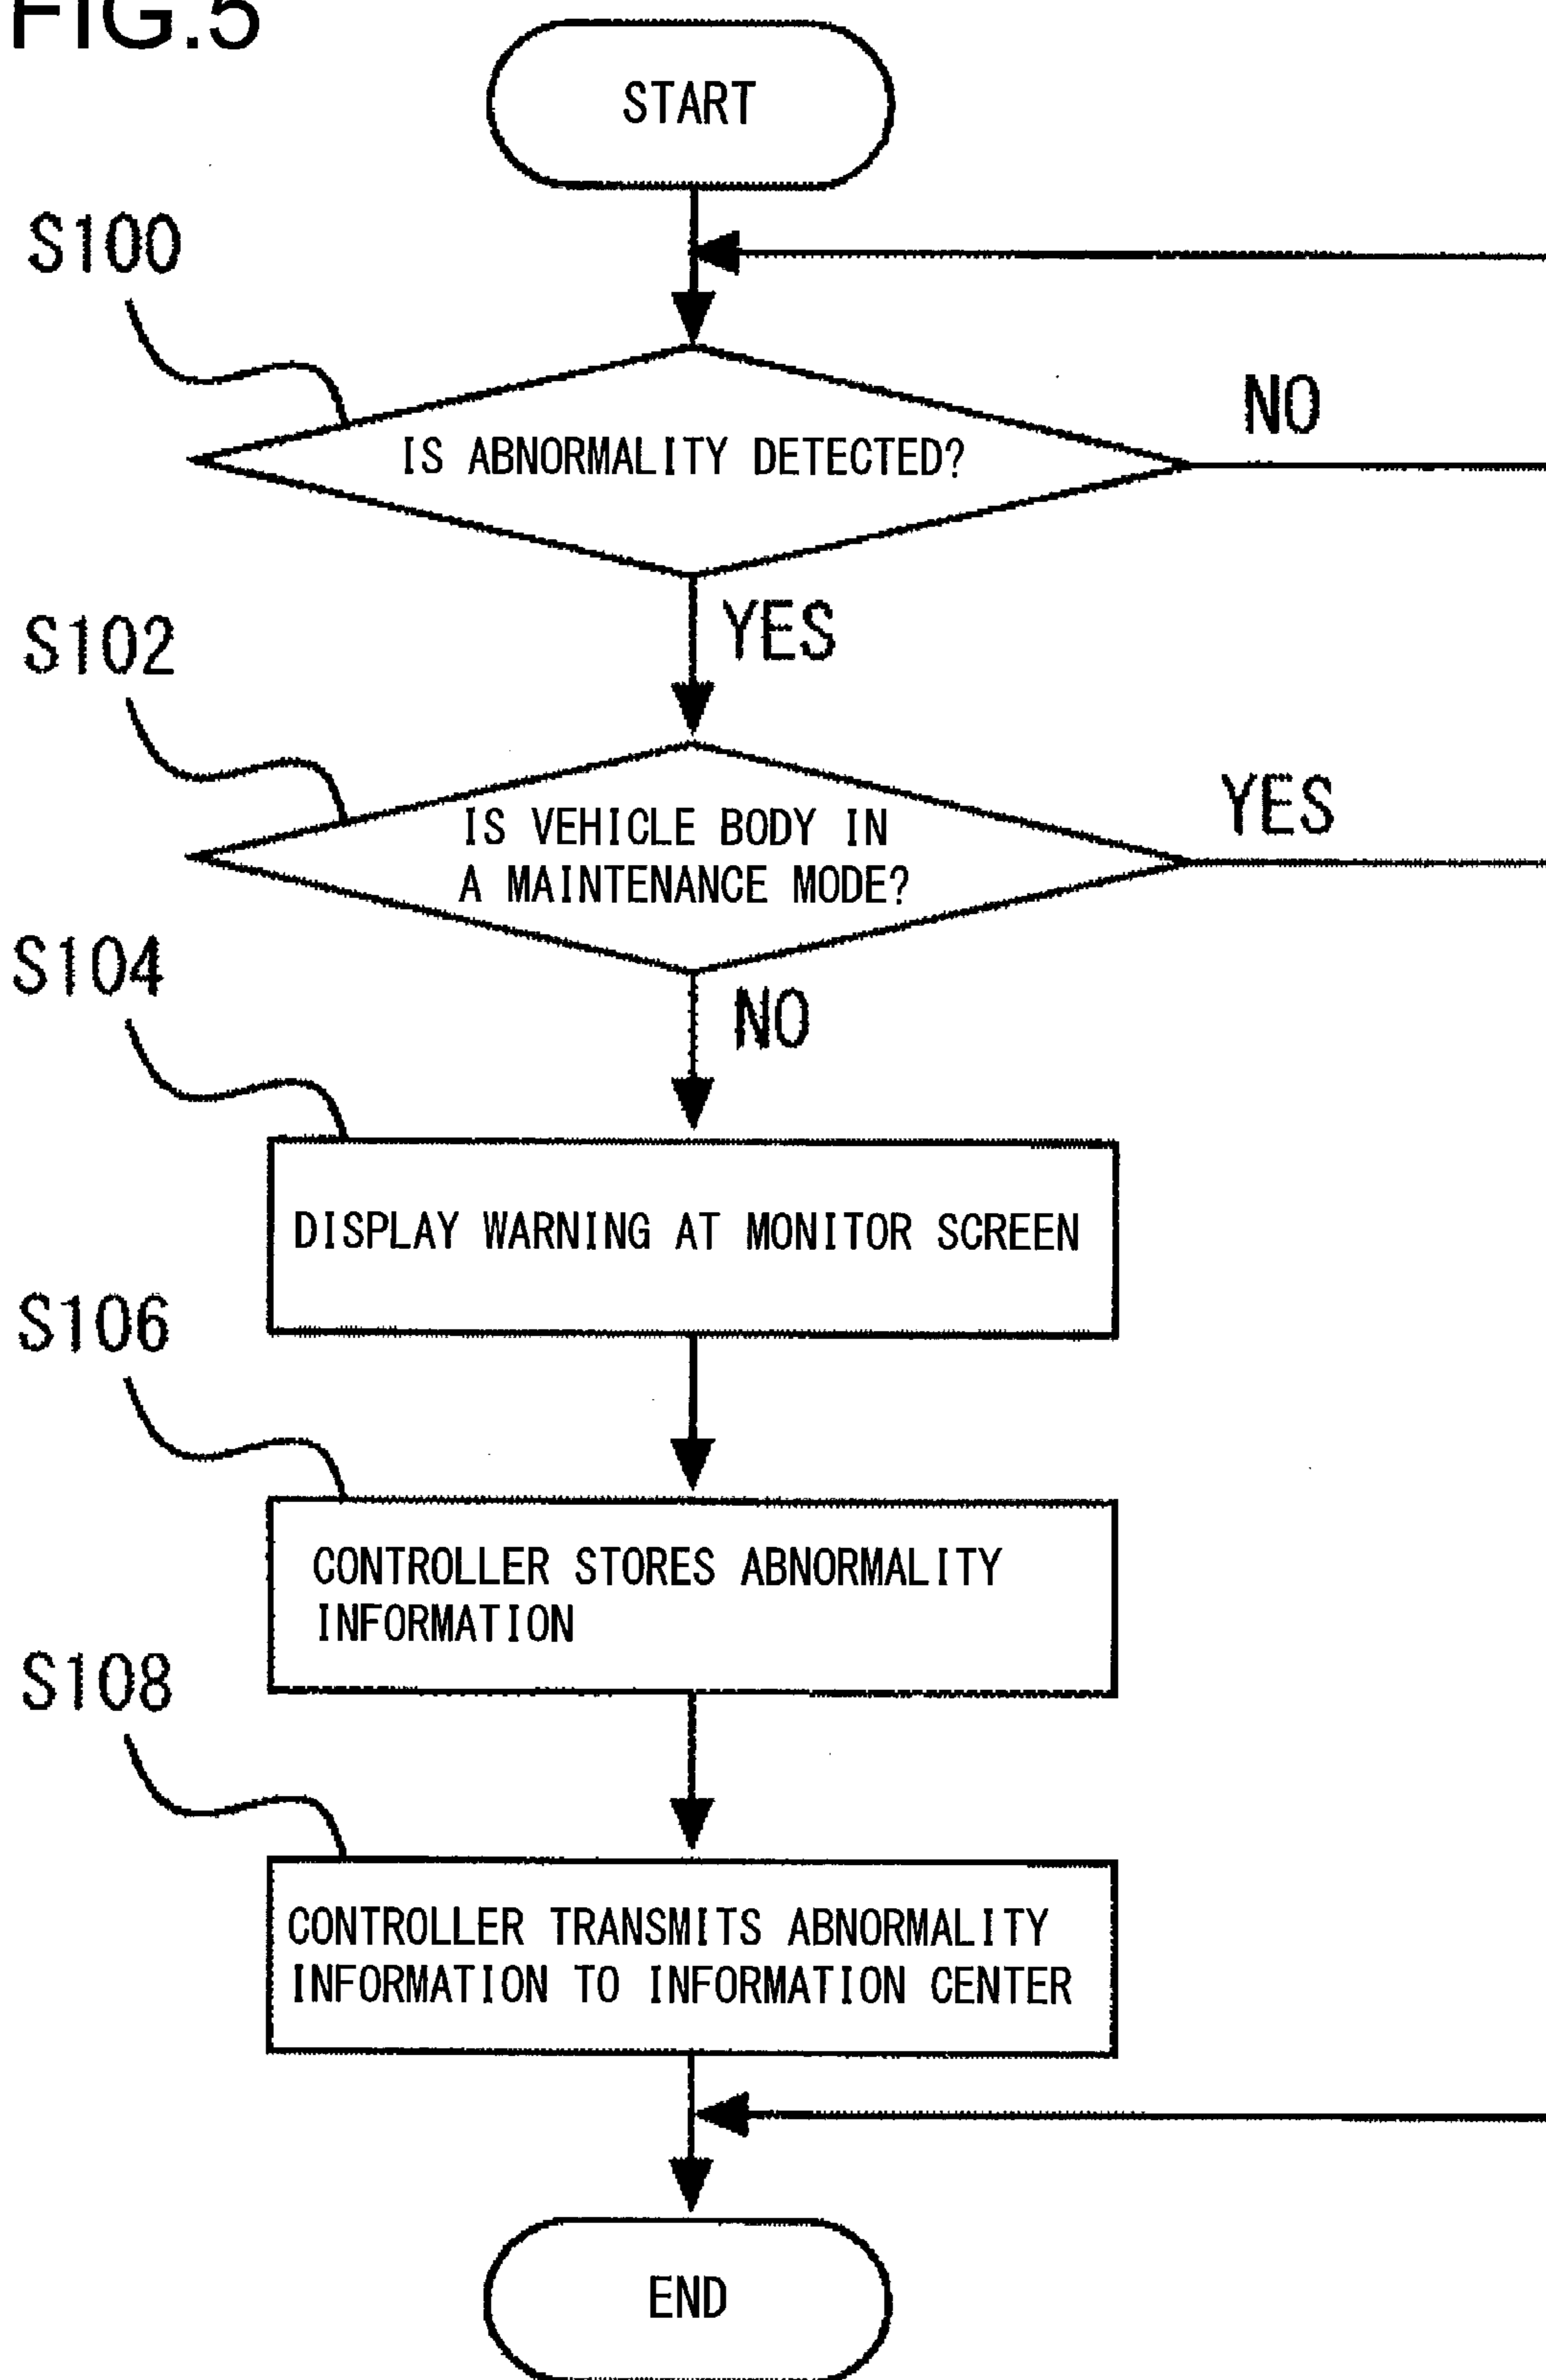 FIG.5
START
S100
NO
IS ABNORMALITY DETECTED?
YES
S102
YES
IS VEHICLE BODY IN
A MAINTENANCE MODE?
S104
NO
DISPLAY WARNING AT MONITOR SCREEN
S106
CONTROLLER STORES ABNORMALITY
INFORMATION
S108
CONTROLLER TRANSMITS ABNORMALITY
INFORMATION TO INFORMATION CENTER
END